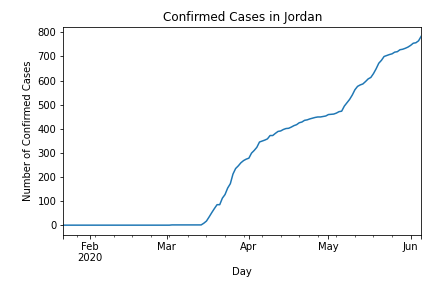 Confirmed Cases in Jordan
800
700
600
500
400
300
200
100
0
Number of Confirmed Cases
Feb
2020
Mar
Apr
May
Jun
Day